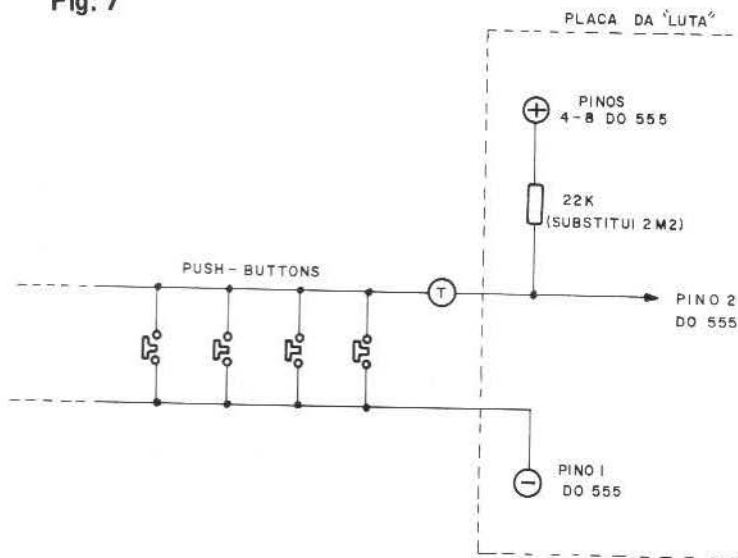 Fig. 7
PLACA DA "LUTA"
PINOS
4-8 DO 555
22K
(SUBSTITUI 2M2)
PUSH-BUTTONS
T
PINO 2
DO 555
PINO 1
DO 555